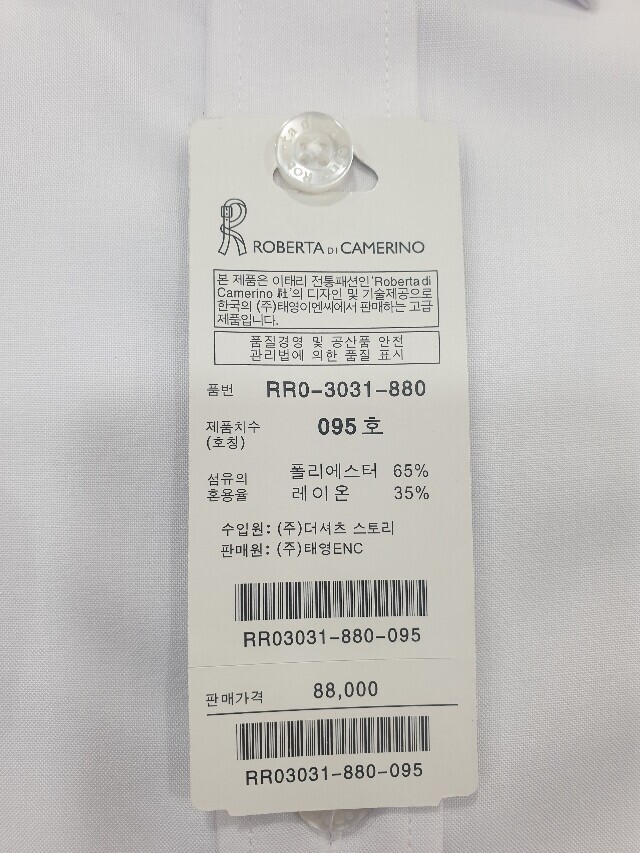 ROBERTA DI CAMERINO
본 제품은 이태리 전통패션인 'Roberta di
Camerino 社'의 디자인 및 기술제공으로
한국의 (주)태영이엔씨에서 판매하는 고급
제품입니다.
품질경영 및 공산품 안전
관리법에 의한 품질 표시
품번 RR0-3031-880
제품치수 095 호
(호칭)
섬유의 폴리에스터 65%
혼용율 레이온 35%
수입원: (주)더셔츠 스토리
판매원: (주)태영ENC
RR03031-880-095
판매가격 88,000
RR03031-880-095